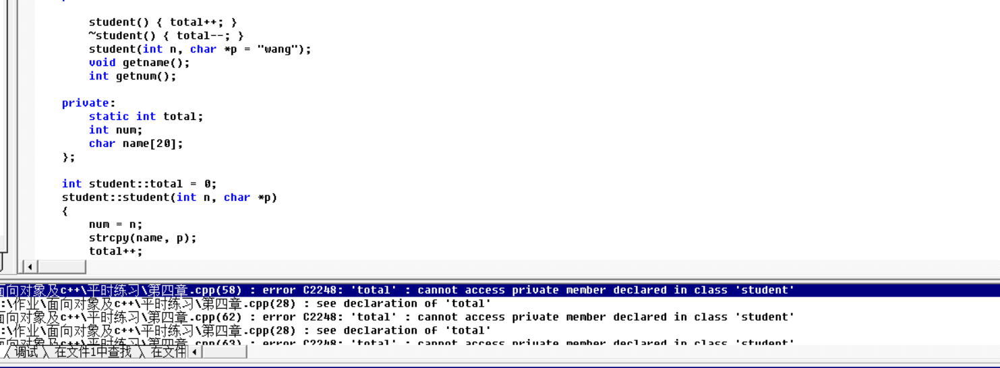 student() { total++; }
~student() { total--; }
student(int n, char *p = "wang");
void getname();
int getnum();
private:
static int total;
int num;
char name[20];
};
int student::total = 0;
student::student(int n, char *p)
{
num = n;
strcpy(name, p);
total++;
面向对象及c++\平时练习\第四章.cpp(58) : error C2248: 'total' : cannot access private member declared in class 'student'
:\作业\面向对象及c++\平时练习\第四章.cpp(28) : see declaration of 'total'
面向对象及c++\平时练习\第四章.cpp(62) : error C2248: 'total' : cannot access private member declared in class 'student'
:\作业\面向对象及c++\平时练习\第四章.cpp(28) : see declaration of 'total'
面向对象及c++\平时练习\第四章.cpp(63) : error C2248: 'total' : cannot access private member declared in class 'student'
调试 在文件1中查找 在文件